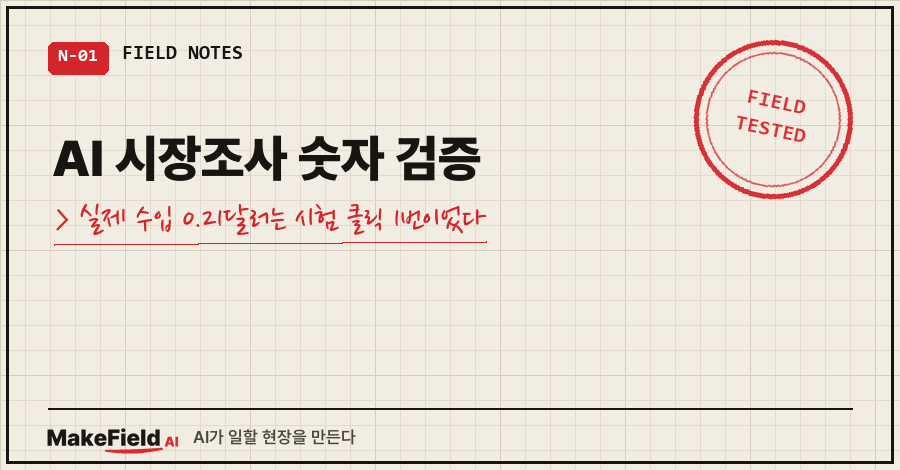 N-01 FIELD NOTES
FIELD
TESTED
AI 시장조사 숫자 검증
> 실제 수입 0.21달러는 시험 클릭 1번이었다
MakeField AI AI가 일할 현장을 만든다